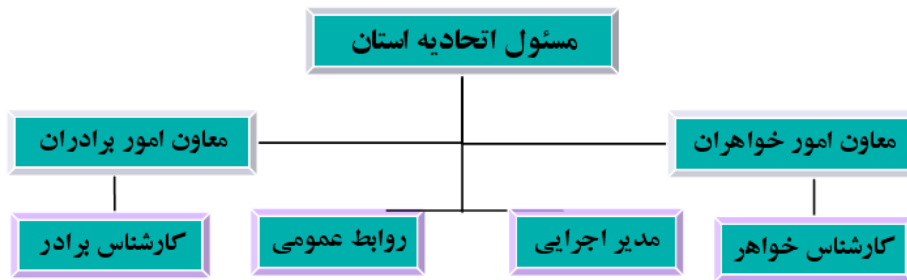 مسئول اتحادیه استان
معاون امور خواهران
معاون امور برادران
کارشناس خواهر
مدیر اجرایی
روابط عمومی
کارشناس برادر